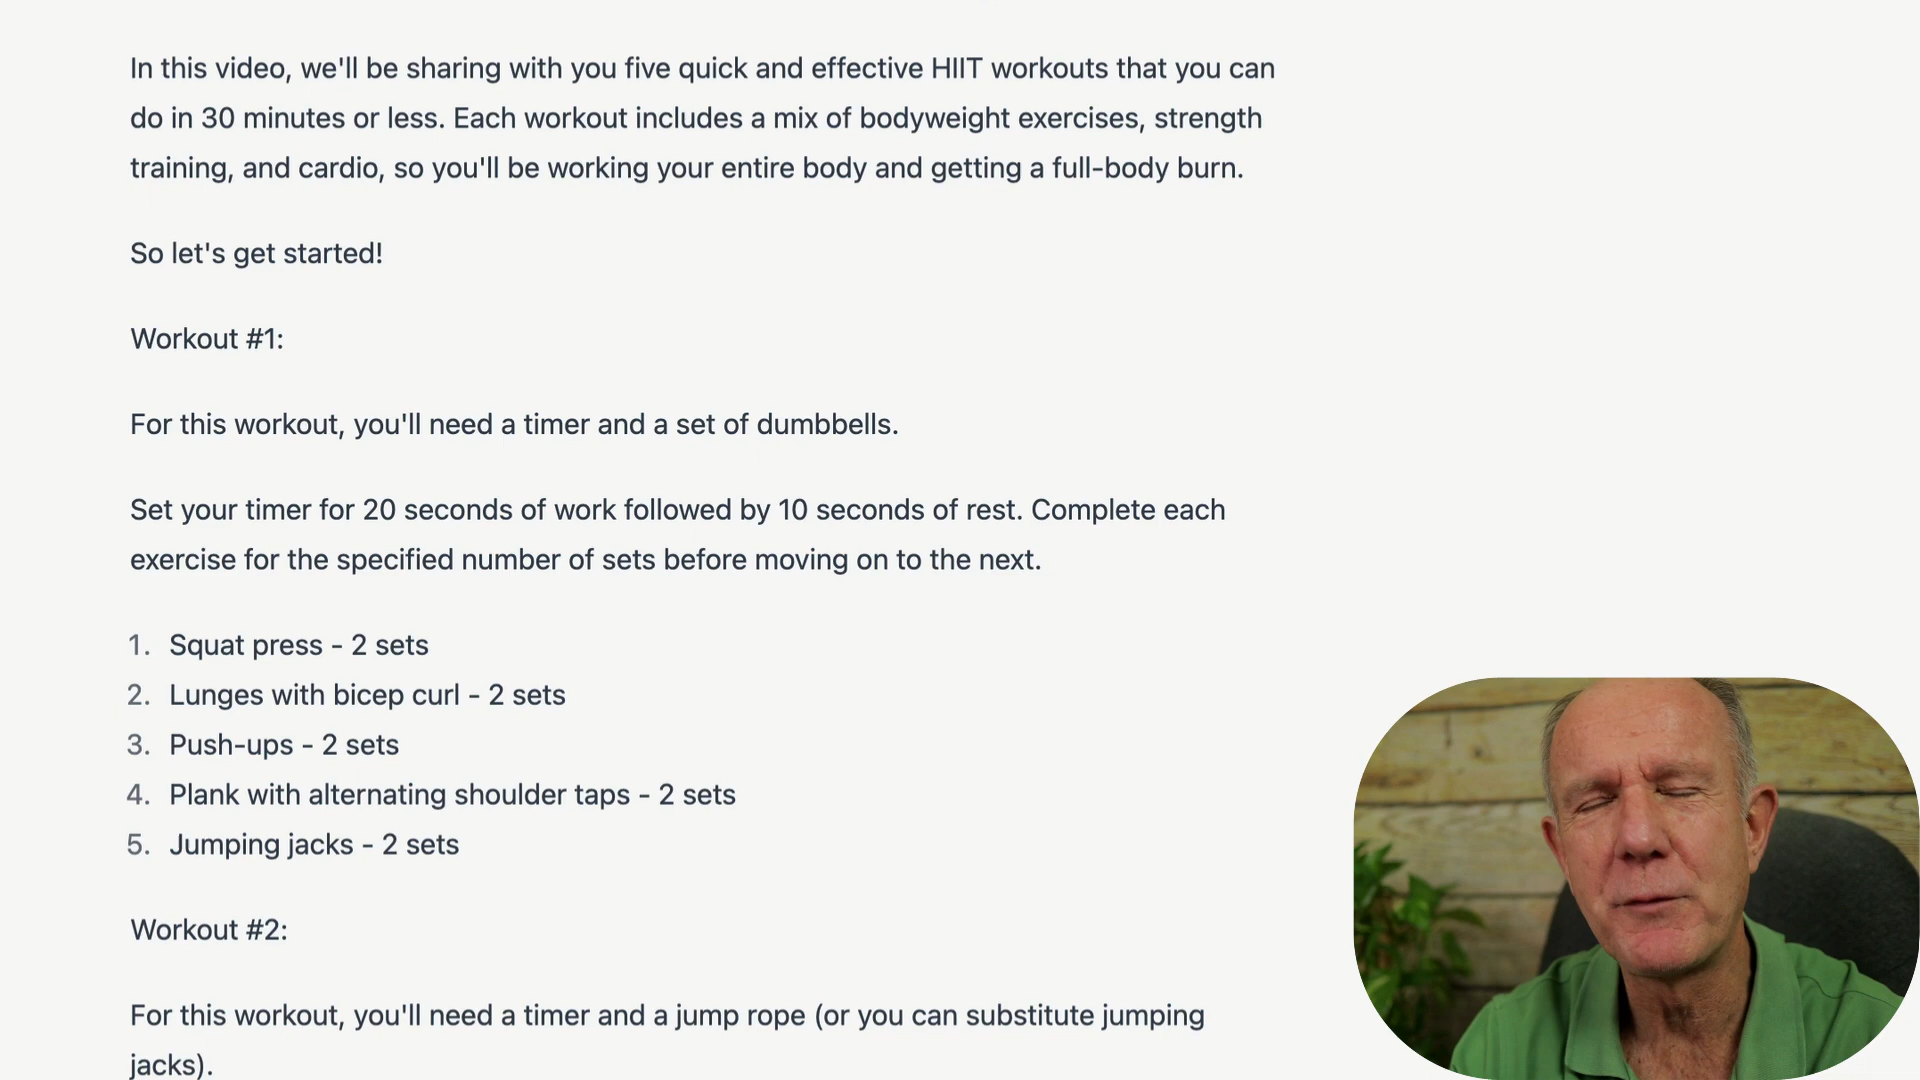 In this video, we'll be sharing with you five quick and effective HIIT workouts that you can
do in 30 minutes or less. Each workout includes a mix of bodyweight exercises, strength
training, and cardio, so you'll be working your entire body and getting a full-body burn.
So let's get started!
Workout #1:
For this workout, you'll need a timer and a set of dumbbells.
Set your timer for 20 seconds of work followed by 10 seconds of rest. Complete each
exercise for the specified number of sets before moving on to the next.
1. Squat press - 2 sets
2. Lunges with bicep curl - 2 sets
3. Push-ups - 2 sets
4. Plank with alternating shoulder taps - 2 sets
5. Jumping jacks - 2 sets
Workout #2:
For this workout, you'll need a timer and a jump rope (or you can substitute jumping
jacks).